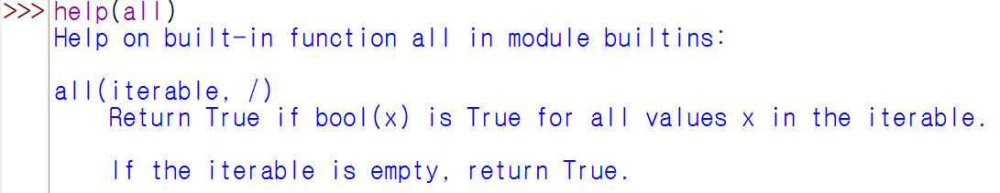 >>> help(all)
Help on built-in function all in module builtins:
all(iterable, /)
Return True if bool(x) is True for all values x in the iterable.
If the iterable is empty, return True.